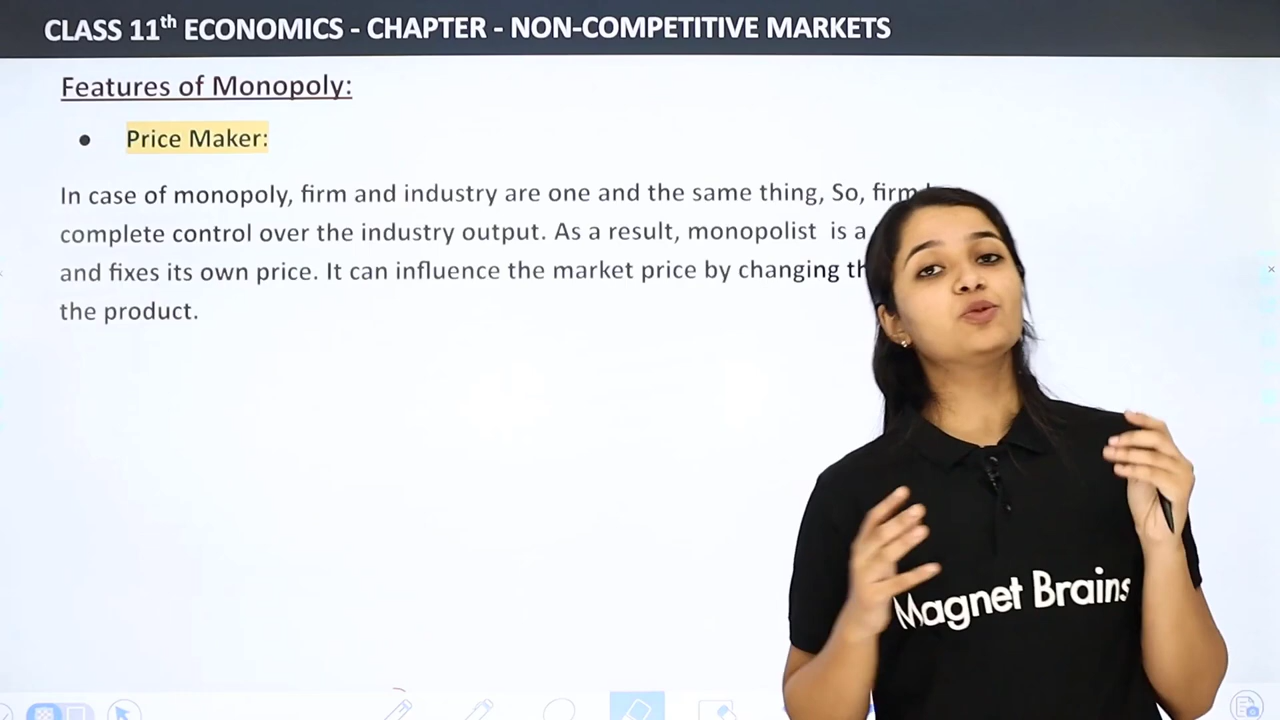 CLASS 11th ECONOMICS - CHAPTER - NON-COMPETITIVE MARKETS
Features of Monopoly:
• Price Maker:
In case of monopoly, firm and industry are one and the same thing, So, firm
complete control over the industry output. As a result, monopolist is a
and fixes its own price. It can influence the market price by changing
the product.
Magnet Brains